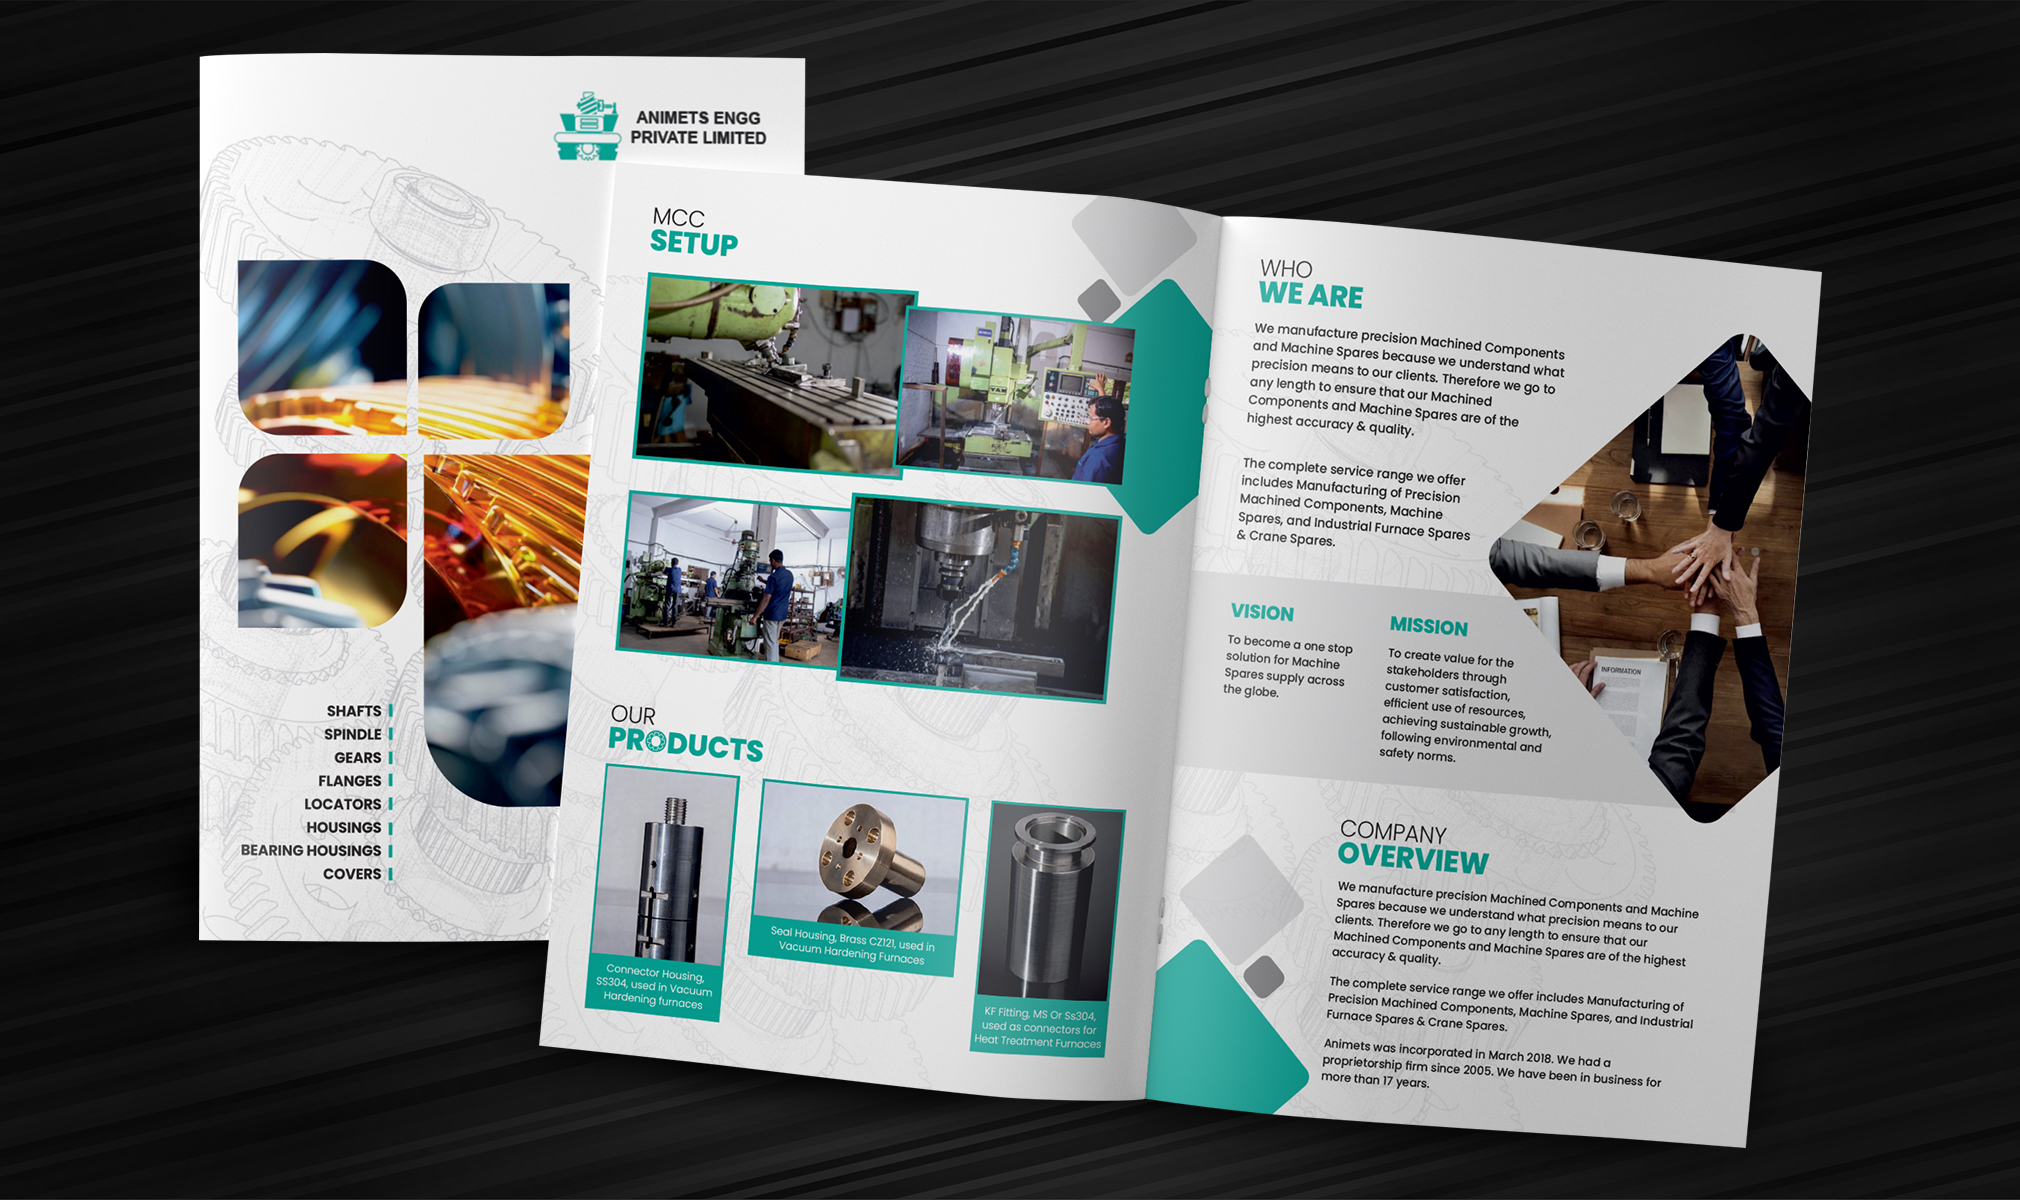 ANIMETS ENGG
PRIVATE LIMITED
SHAFTS
SPINDLE
GEARS
FLANGES
LOCATORS
HOUSINGS
BEARING HOUSINGS
COVERS
MCC
SETUP
OUR
PRODUCTS
Connector Housing,
SS304, used in Vacuum
Hardening furnaces
Seal Housing, Brass CZ121, used in
Vacuum Hardening Furnaces
KF Fitting, MS Or Ss304,
used as connectors for
Heat Treatment Furnaces
WHO
WE ARE
We manufacture precision Machined Components
and Machine Spares because we understand what
precision means to our clients. Therefore we go to
any length to ensure that our Machined
Components and Machine Spares are of the
highest accuracy & quality.
The complete service range we offer
includes Manufacturing of Precision
Machined Components, Machine
Spares, and Industrial Furnace Spares
& Crane Spares.
VISION
To become a one stop
solution for Machine
Spares supply across
the globe.
MISSION
To create value for the
stakeholders through
customer satisfaction,
efficient use of resources,
achieving sustainable growth,
following environmental and
safety norms.
INFORMATION
COMPANY
OVERVIEW
We manufacture precision Machined Components and Machine
Spares because we understand what precision means to our
clients. Therefore we go to any length to ensure that our
Machined Components and Machine Spares are of the highest
accuracy & quality.
The complete service range we offer includes Manufacturing of
Precision Machined Components, Machine Spares, and Industrial
Furnace Spares & Crane Spares.
Animets was incorporated in March 2018. We had a
proprietorship firm since 2005. We have been in business for
more than 17 years.